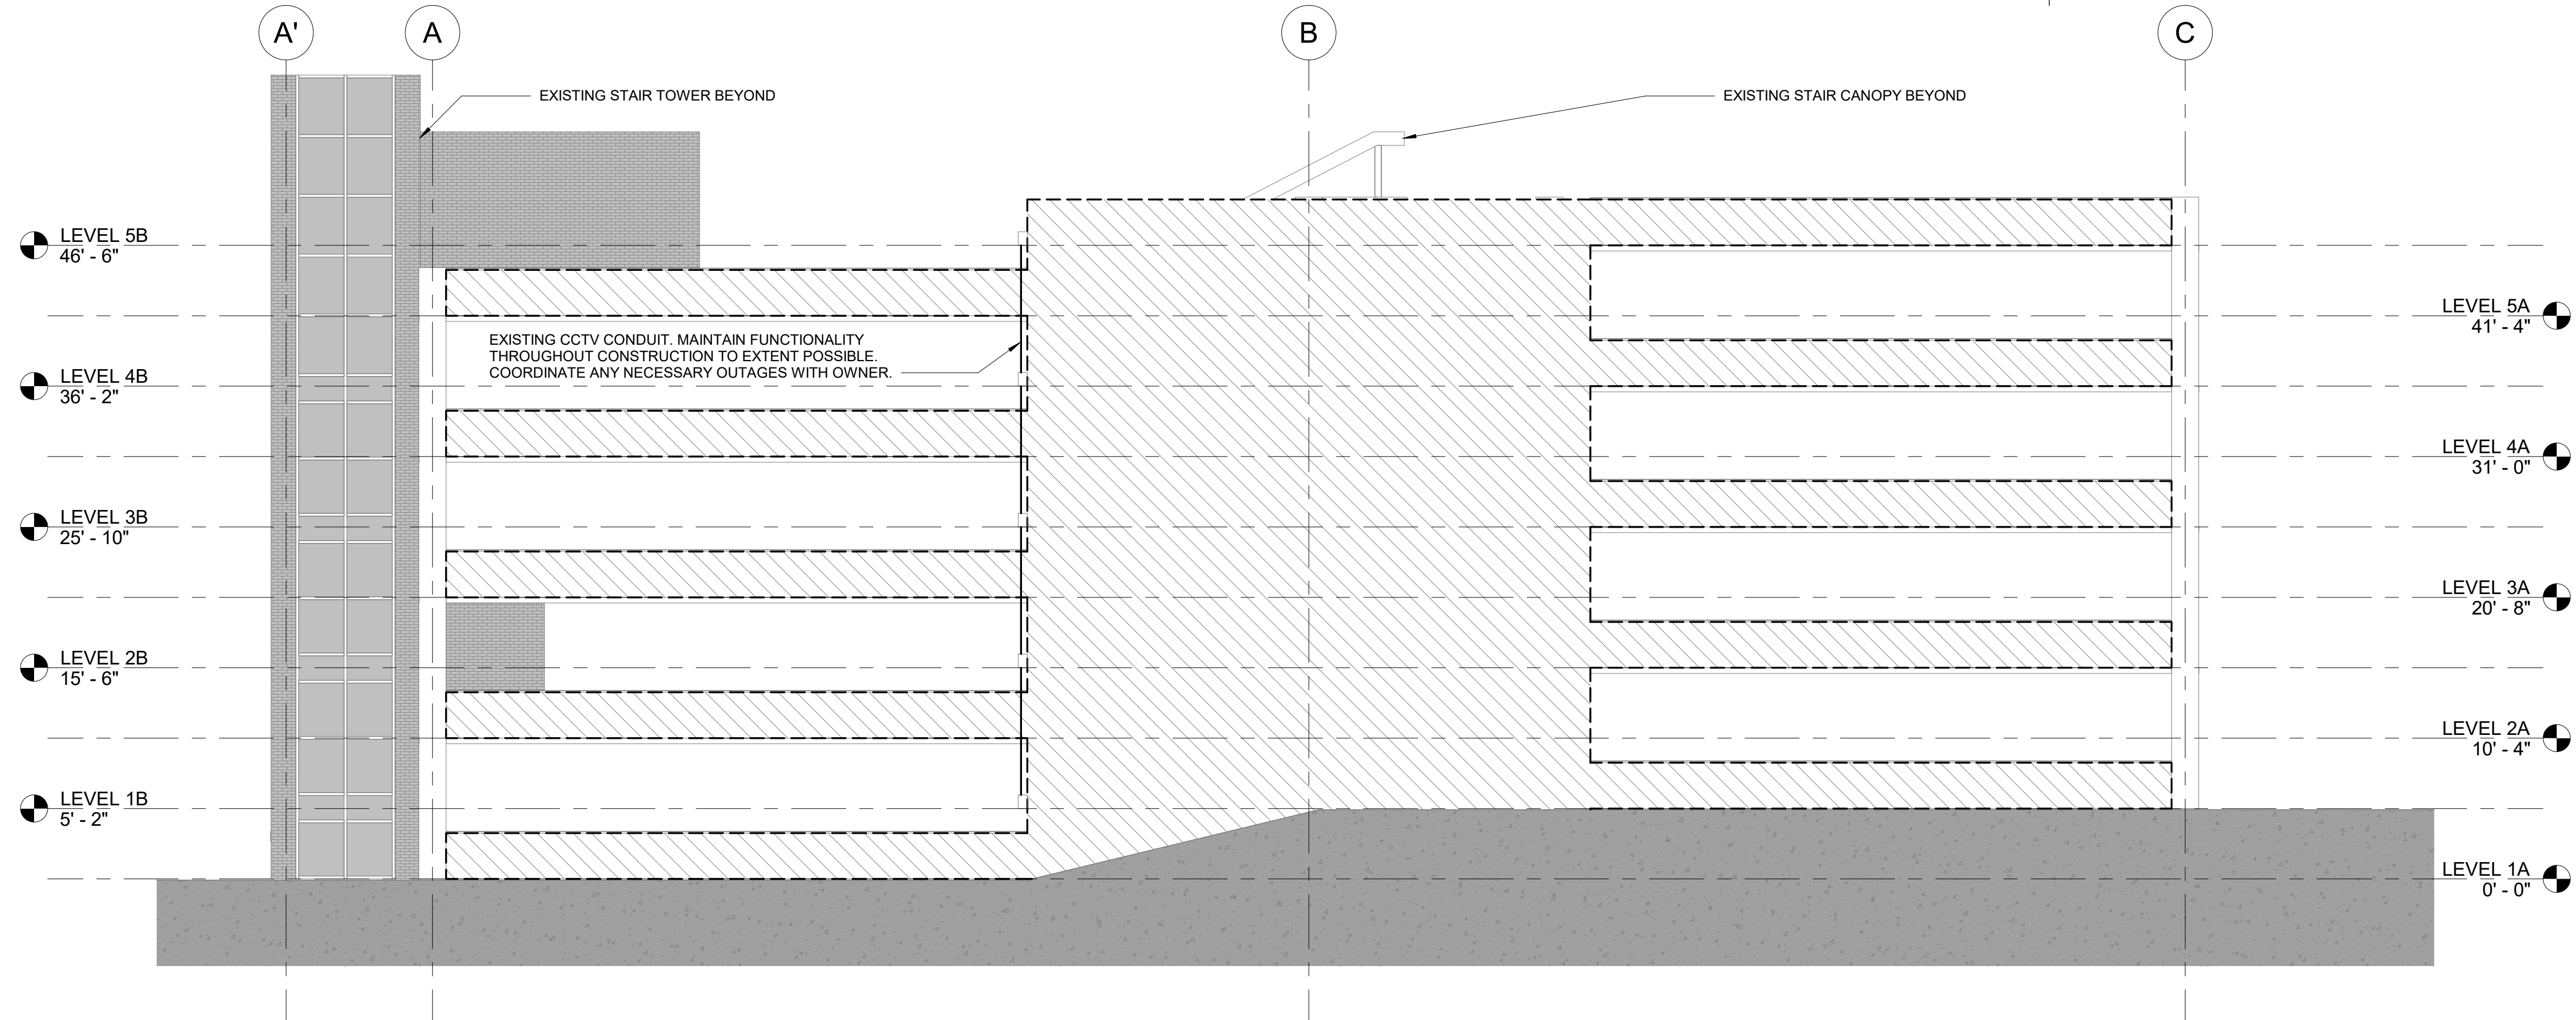 A'
A
B
C
EXISTING STAIR TOWER BEYOND
EXISTING STAIR CANOPY BEYOND
LEVEL 5B
46' - 6"
LEVEL 5A
41' - 4"
EXISTING CCTV CONDUIT. MAINTAIN FUNCTIONALITY
THROUGHOUT CONSTRUCTION TO EXTENT POSSIBLE.
COORDINATE ANY NECESSARY OUTAGES WITH OWNER.
LEVEL 4B
36' - 2"
LEVEL 4A
31' - 0"
LEVEL 3B
25' - 10"
LEVEL 3A
20' - 8"
LEVEL 2B
15' - 6"
LEVEL 2A
10' - 4"
LEVEL 1B
5' - 2"
LEVEL 1A
0' - 0"